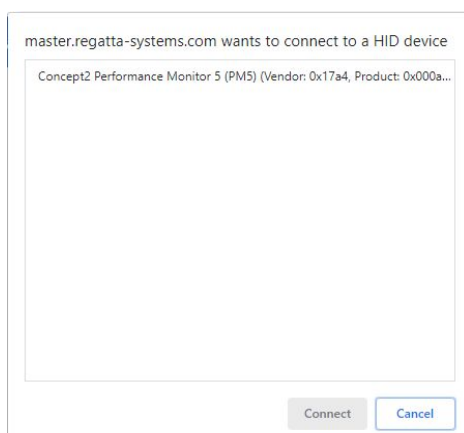 master.regatta-systems.com wants to connect to a HID device
Concept2 Performance Monitor 5 (PM5) (Vendor: 0x17a4, Product: 0x000a...
Connect
Cancel